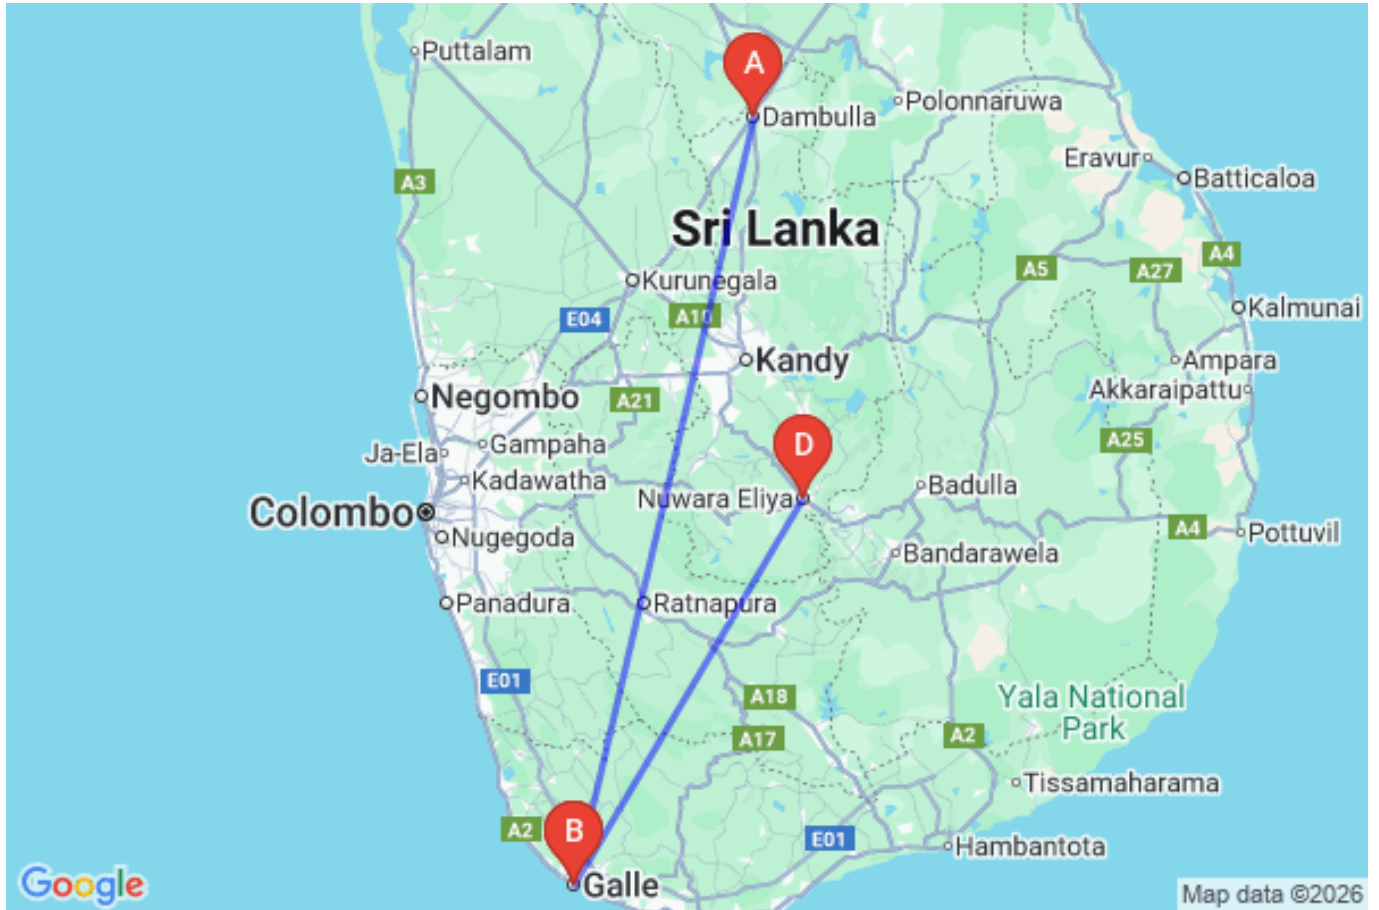 A
Puttalam
Dambulla
Polonnaruwa
Eravur
Batticaloa
A3
Sri Lanka
A4
A5
A27
Kurunegala
Kalmunai
A10
E04
Kandy
Ampara
Akkaraipattu
Negombo
A21
D
A25
Gampaha
Ja-Ela
Kadawatha
Nuwara Eliya
Badulla
Colombo
A4
Pottuvil
Nugegoda
Bandarawela
Panadura
Ratnapura
E01
A18
Yala National
Park
A17
A2
Tissamaharama
B
A2
E01
Hambantota
Galle
Google
Map data ©2026